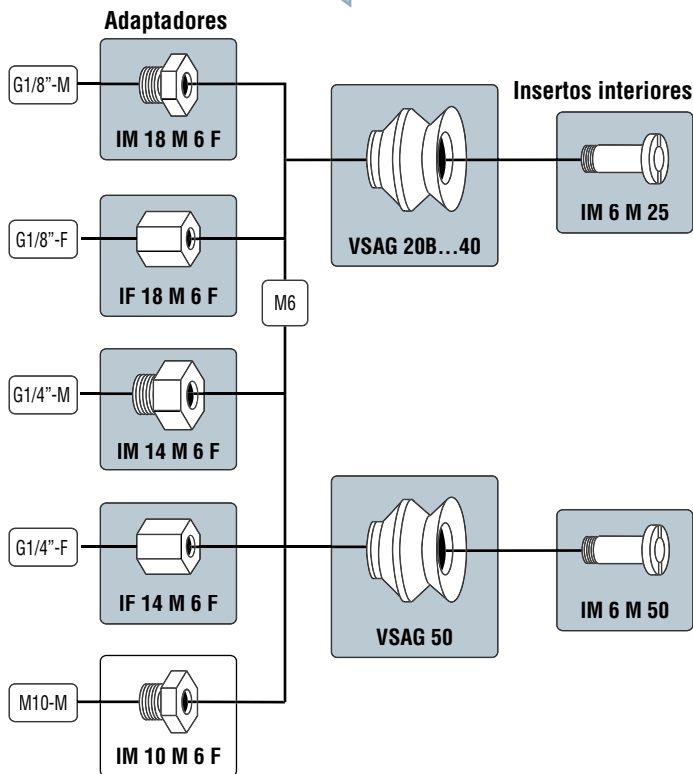 Adaptadores
G1/8”-M
IM 18 M 6 F
Insertos interiores
VSAG 20B...40
IM 6 M 25
G1/8”-F
IF 18 M 6 F
M6
G1/4”-M
IM 14 M 6 F
G1/4”-F
IF 14 M 6 F
VSAG 50
IM 6 M 50
M10-M
IM 10 M 6 F